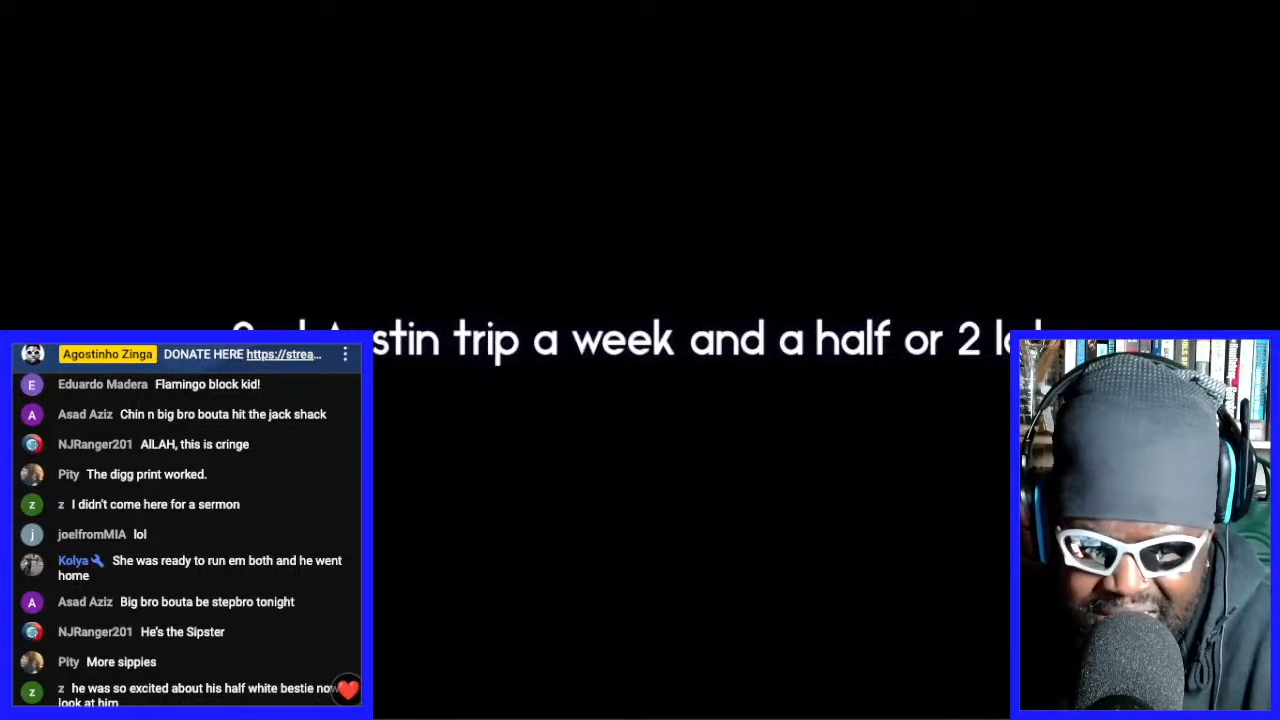 stin trip a week and a half or 2 l
Agostinho Zinga DONATE HERE https://strea...
Eduardo Madera Flamingo block kid!
Asad Aziz Chin n big bro bouta hit the jack shack
NJRanger201 AlLAH, this is cringe
Pity The digg print worked.
z I didn't come here for a sermon
joelfromMIA lol
Kolya She was ready to run em both and he went
home
Asad Aziz Big bro bouta be stepbro tonight
NJRanger201 He's the Sipster
Pity More sippies
z he was so excited about his half white bestie now
look at him